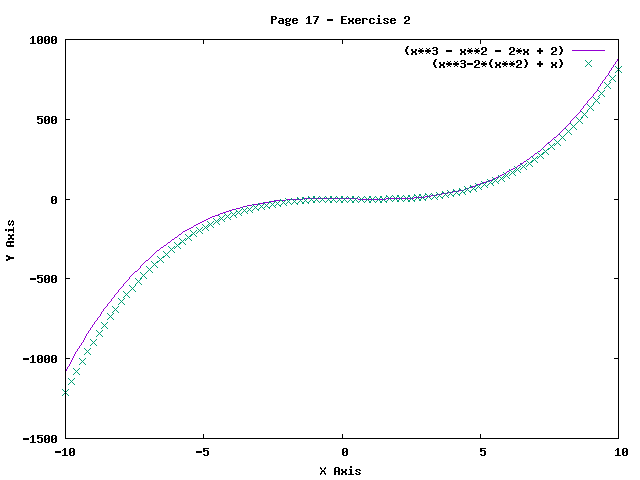 Page 17 - Exercise 2
(x**3 - x**2 - 2*x + 2)
(x**3-2*(x**2) + x)
1000
500
0
-500
-1000
-1500
Y Axis
-10 -5 0 5 10
X Axis